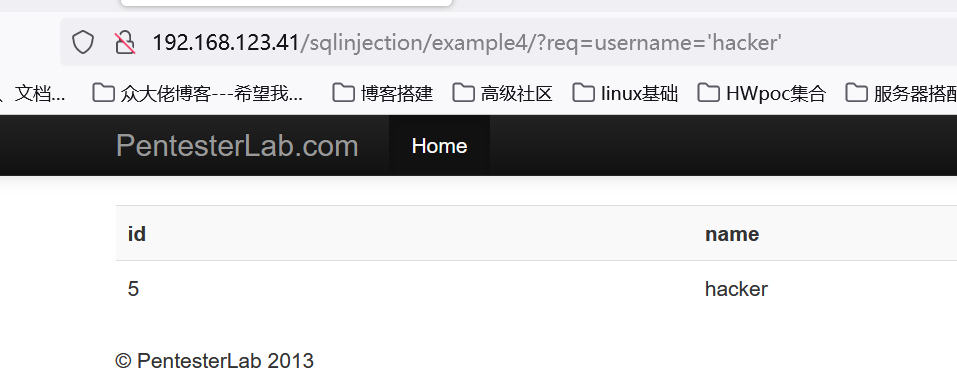 192.168.123.41/sqlinjection/example4/?req=username='hacker'
、文档... 众大佬博客---希望我... 博客搭建 高级社区 linux基础 HWpoc集合 服务器搭配
PentesterLab.com Home
id name
5 hacker
© PentesterLab 2013